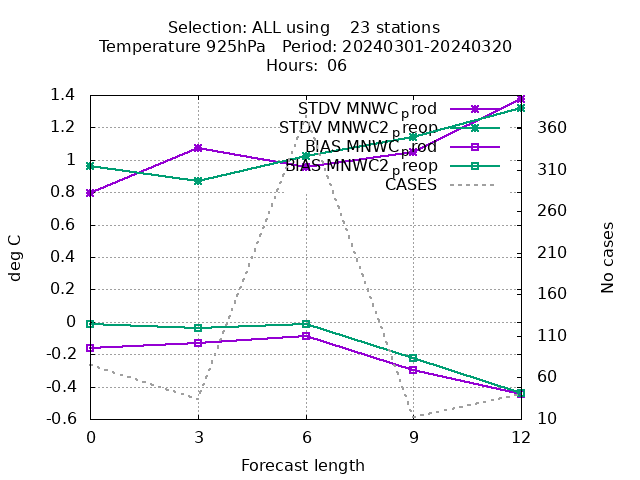 Selection: ALL using 23 stations
Temperature 925hPa Period: 20240301-20240320
Hours: 06
STDV MNWC_prod
STDV MNWC2_preop
BIAS MNWC_prod
BIAS MNWC2_preop
CASES
1.4
1.2
1
0.8
0.6
0.4
0.2
0
-0.2
-0.4
-0.6
deg C
360
310
260
210
160
110
60
10
No cases
0 3 6 9 12
Forecast length